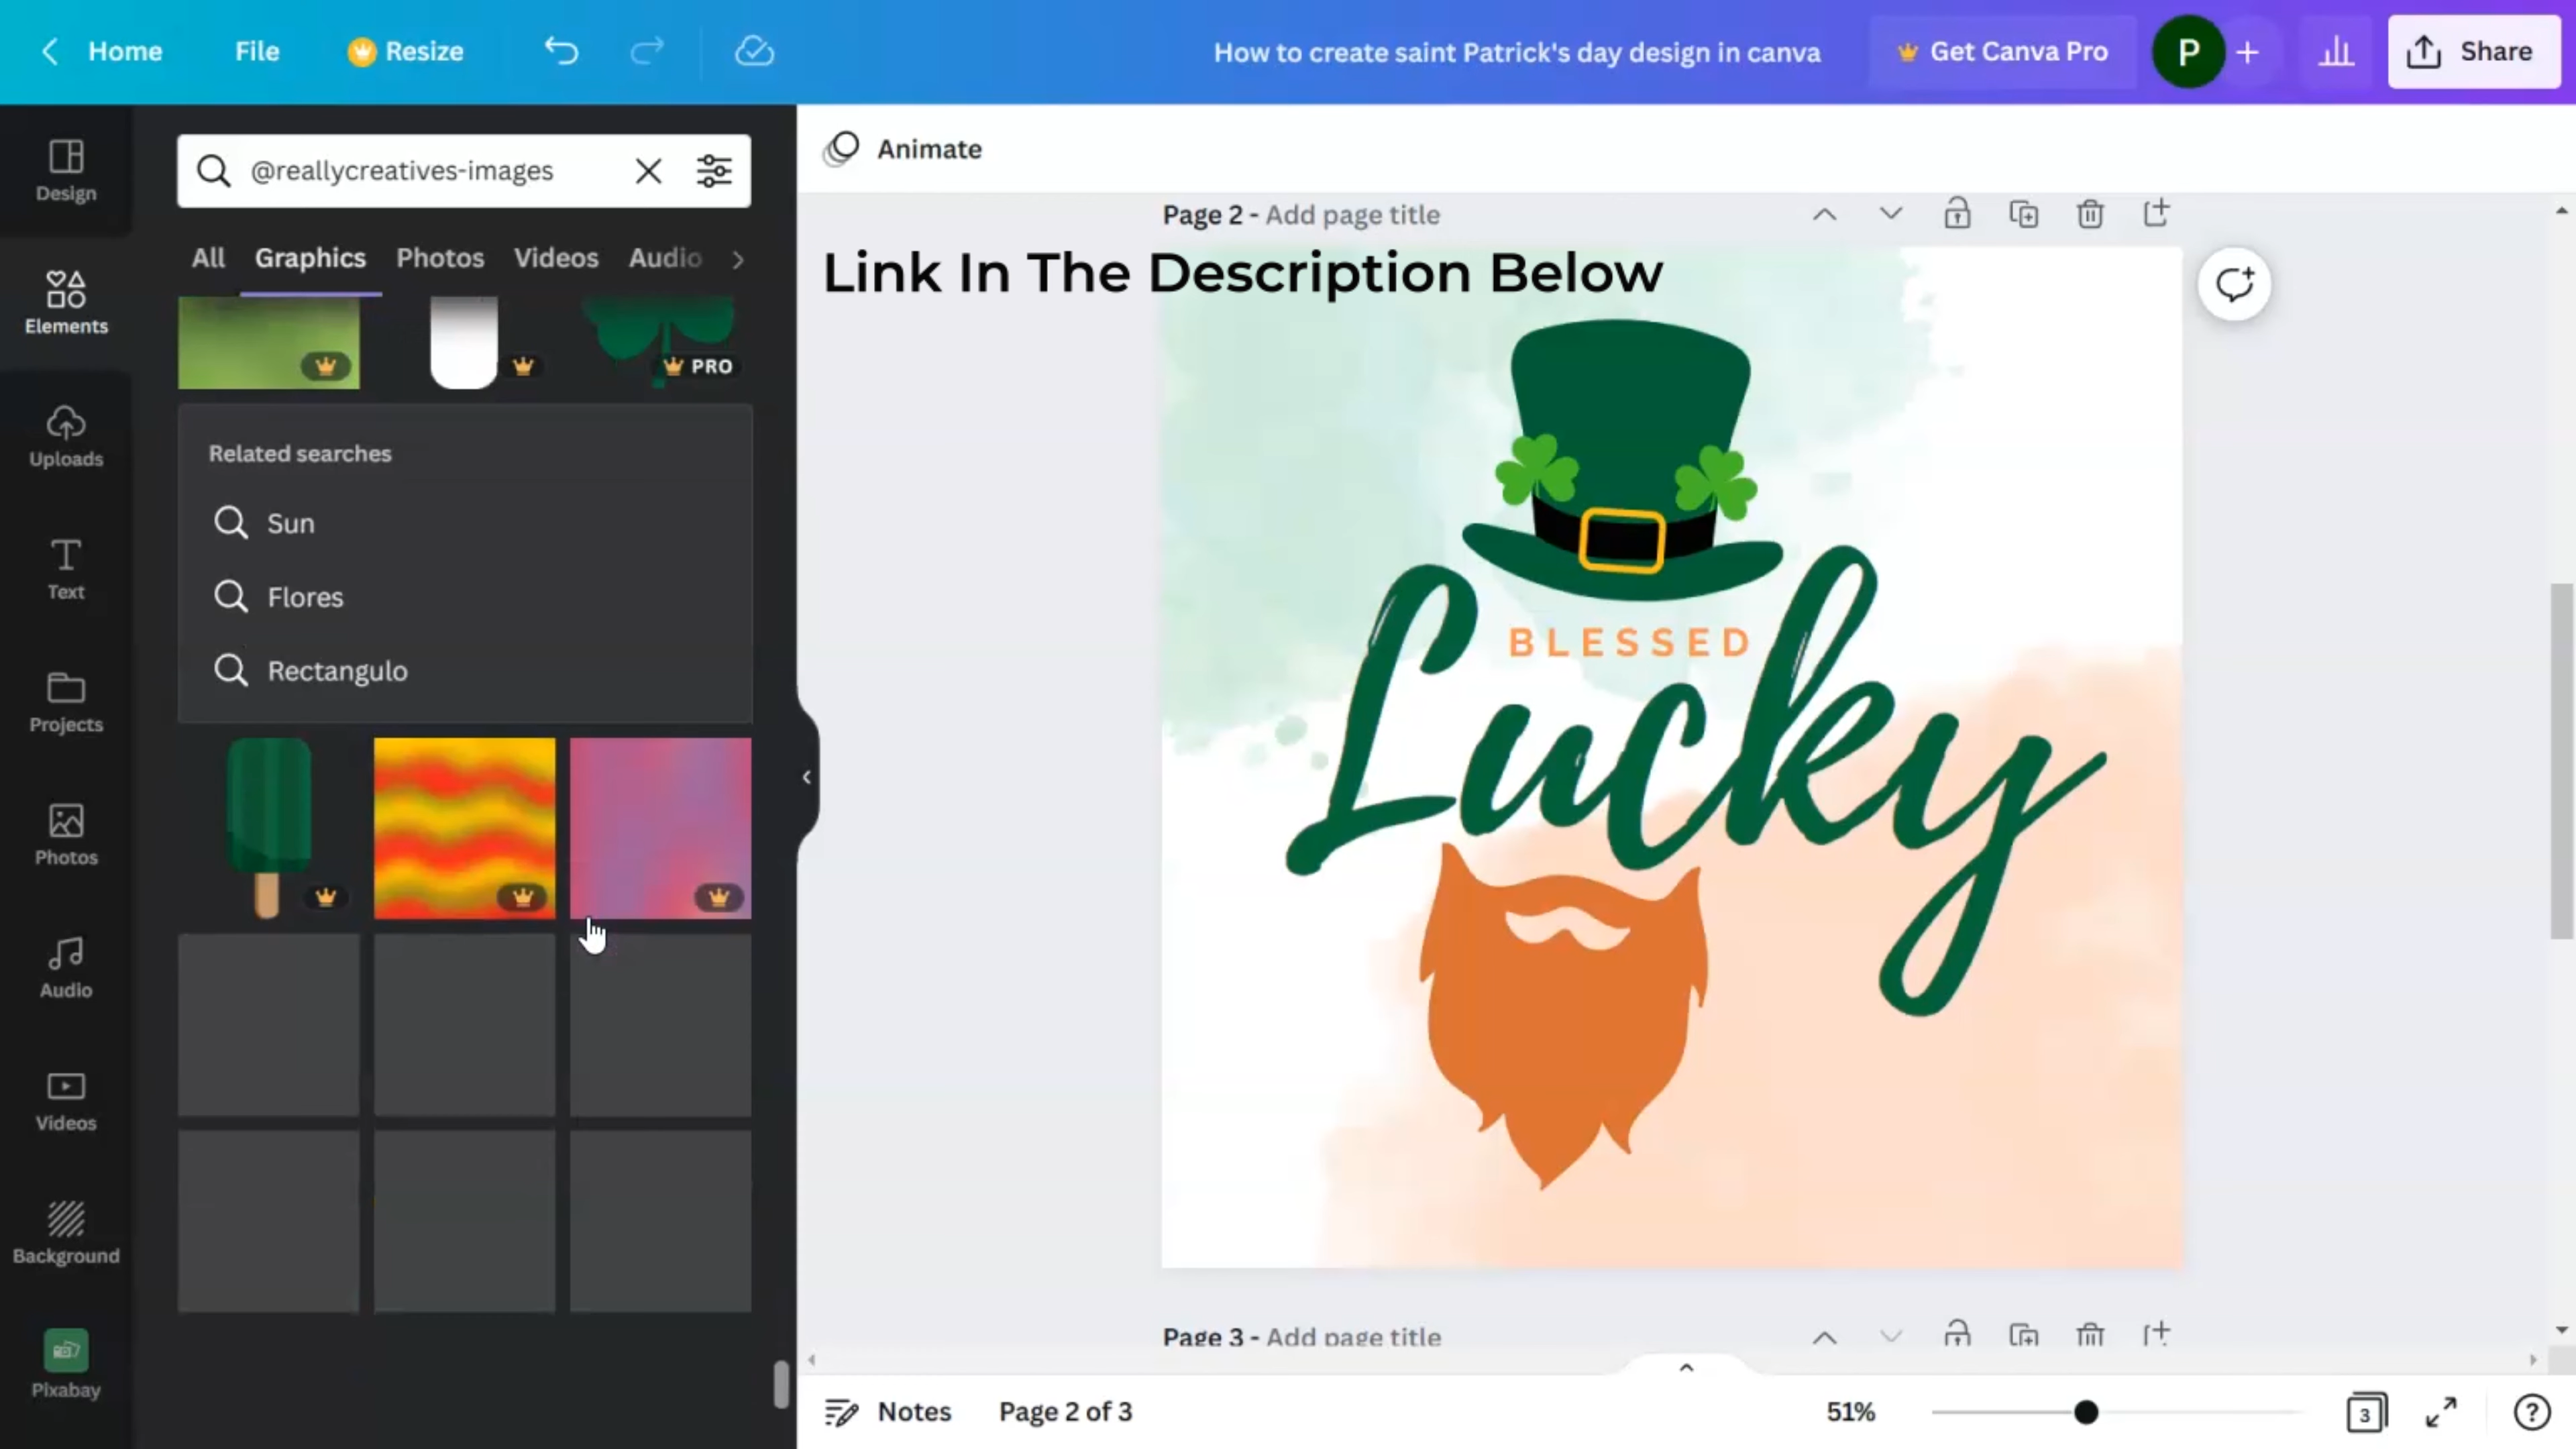 Home File Resize How to create saint Patrick's day design in canva Get Canva Pro P + Share
Design
Elements
Uploads
Text
Projects
Photos
Audio
Videos
Background
Pixabay
@reallycreatives-images
All Graphics Photos Videos Audio
PRO
Related searches
Sun
Flores
Rectangulo
Animate
Page 2 - Add page title
Link In The Description Below
BLESSED
Lucky
Page 3 - Add page title
Notes Page 2 of 3 51% 3 ?